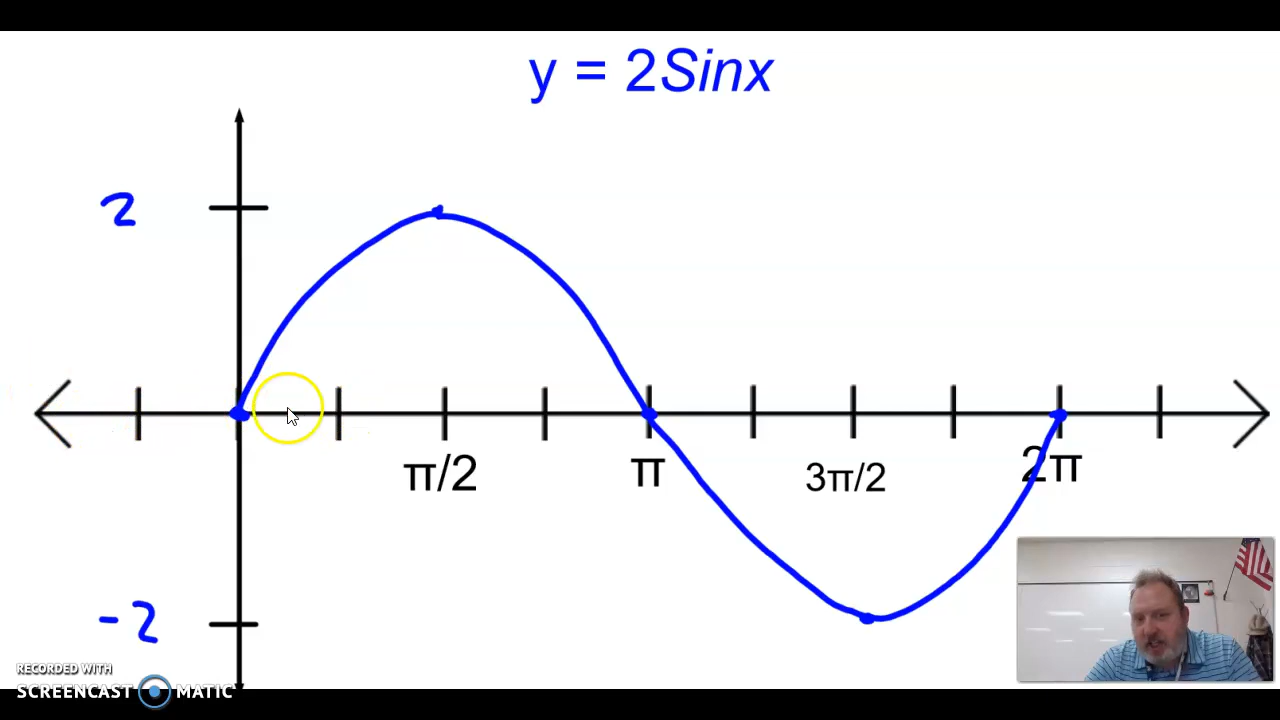 y = 2Sinx
2
π/2
π
3π/2
2π
-2
RECORDED WITH
SCREENCAST MATIC